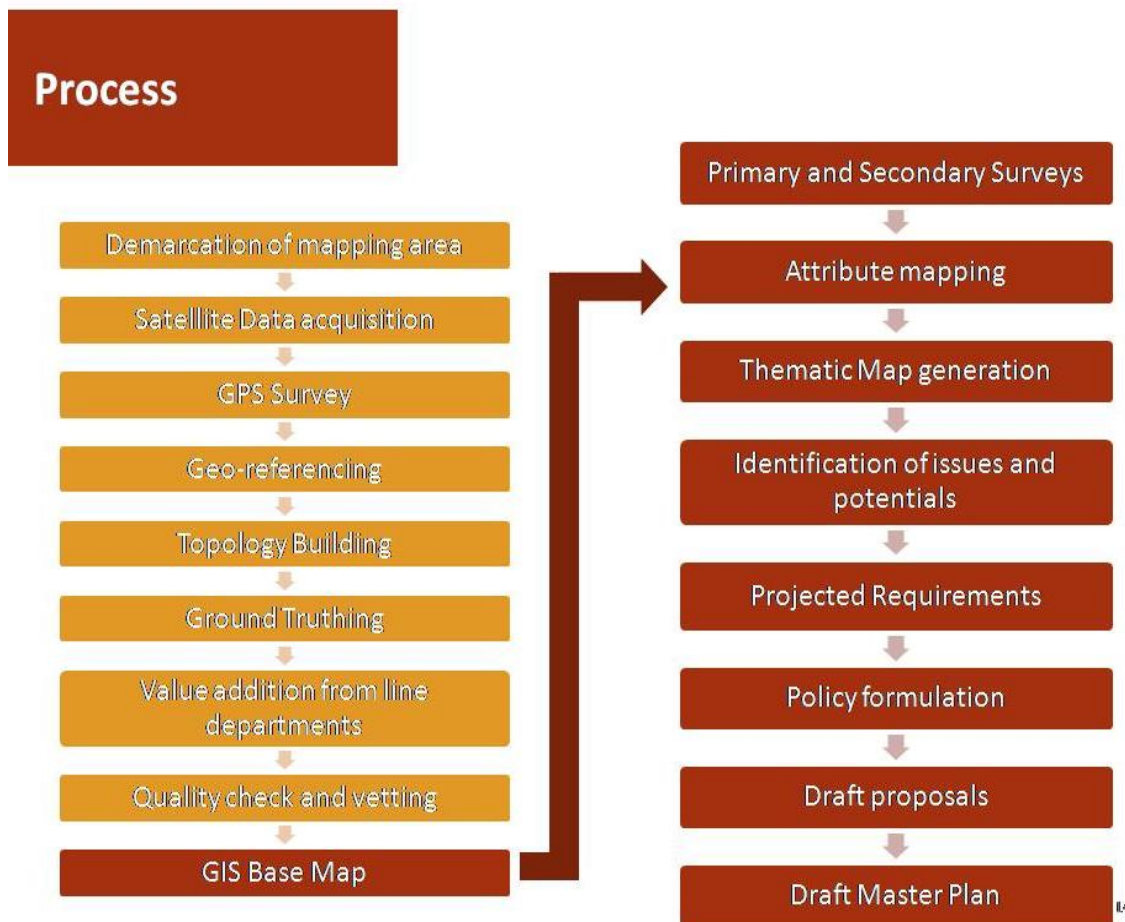 Process
Demarcation of mapping area
Satellite Data acquisition
GPS Survey
Geo-referencing
Topology Building
Ground Truthing
Value addition from line
departments
Quality check and vetting
GIS Base Map
Primary and Secondary Surveys
Attribute mapping
Thematic Map generation
Identification of issues and
potentials
Projected Requirements
Policy formulation
Draft proposals
Draft Master Plan